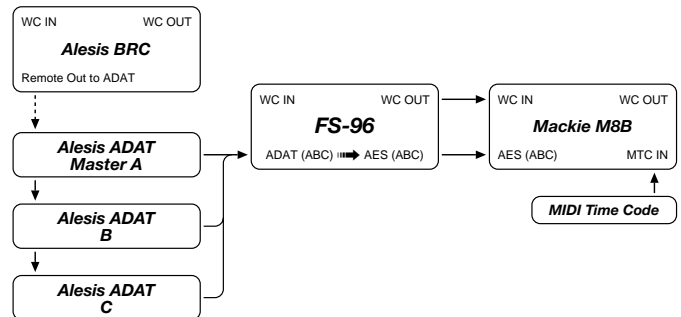 WC IN WC OUT
Alesis BRC
Remote Out to ADAT
Alesis ADAT
Master A
Alesis ADAT
B
Alesis ADAT
C
WC IN WC OUT
FS-96
ADAT (ABC) AES (ABC)
WC IN WC OUT
Mackie M8B
AES (ABC) MTC IN
MIDI Time Code